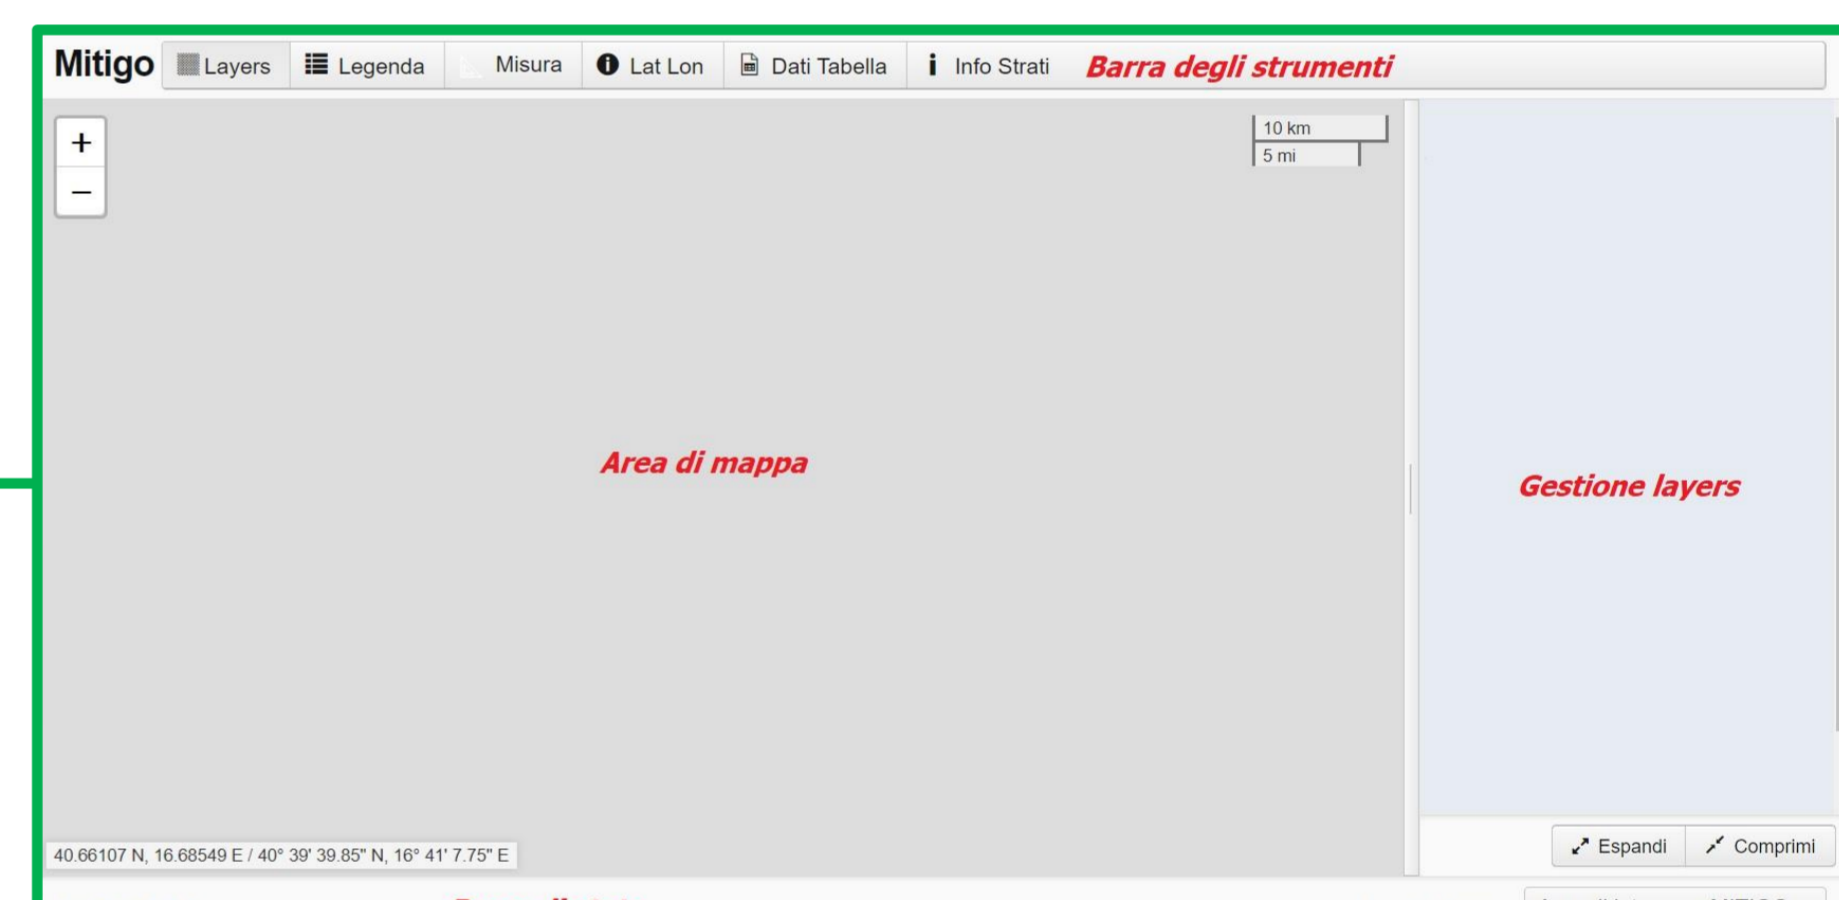 Mitigo Layers Legenda Misura Lat Lon Dati Tabella Info Strati Barra degli strumenti
+
10 km
5 mi
−
Area di mappa
Gestione layers
Espandi Comprimi
40.66107 N, 16.68549 E / 40° 39' 39.85" N, 16° 41' 7.75" E